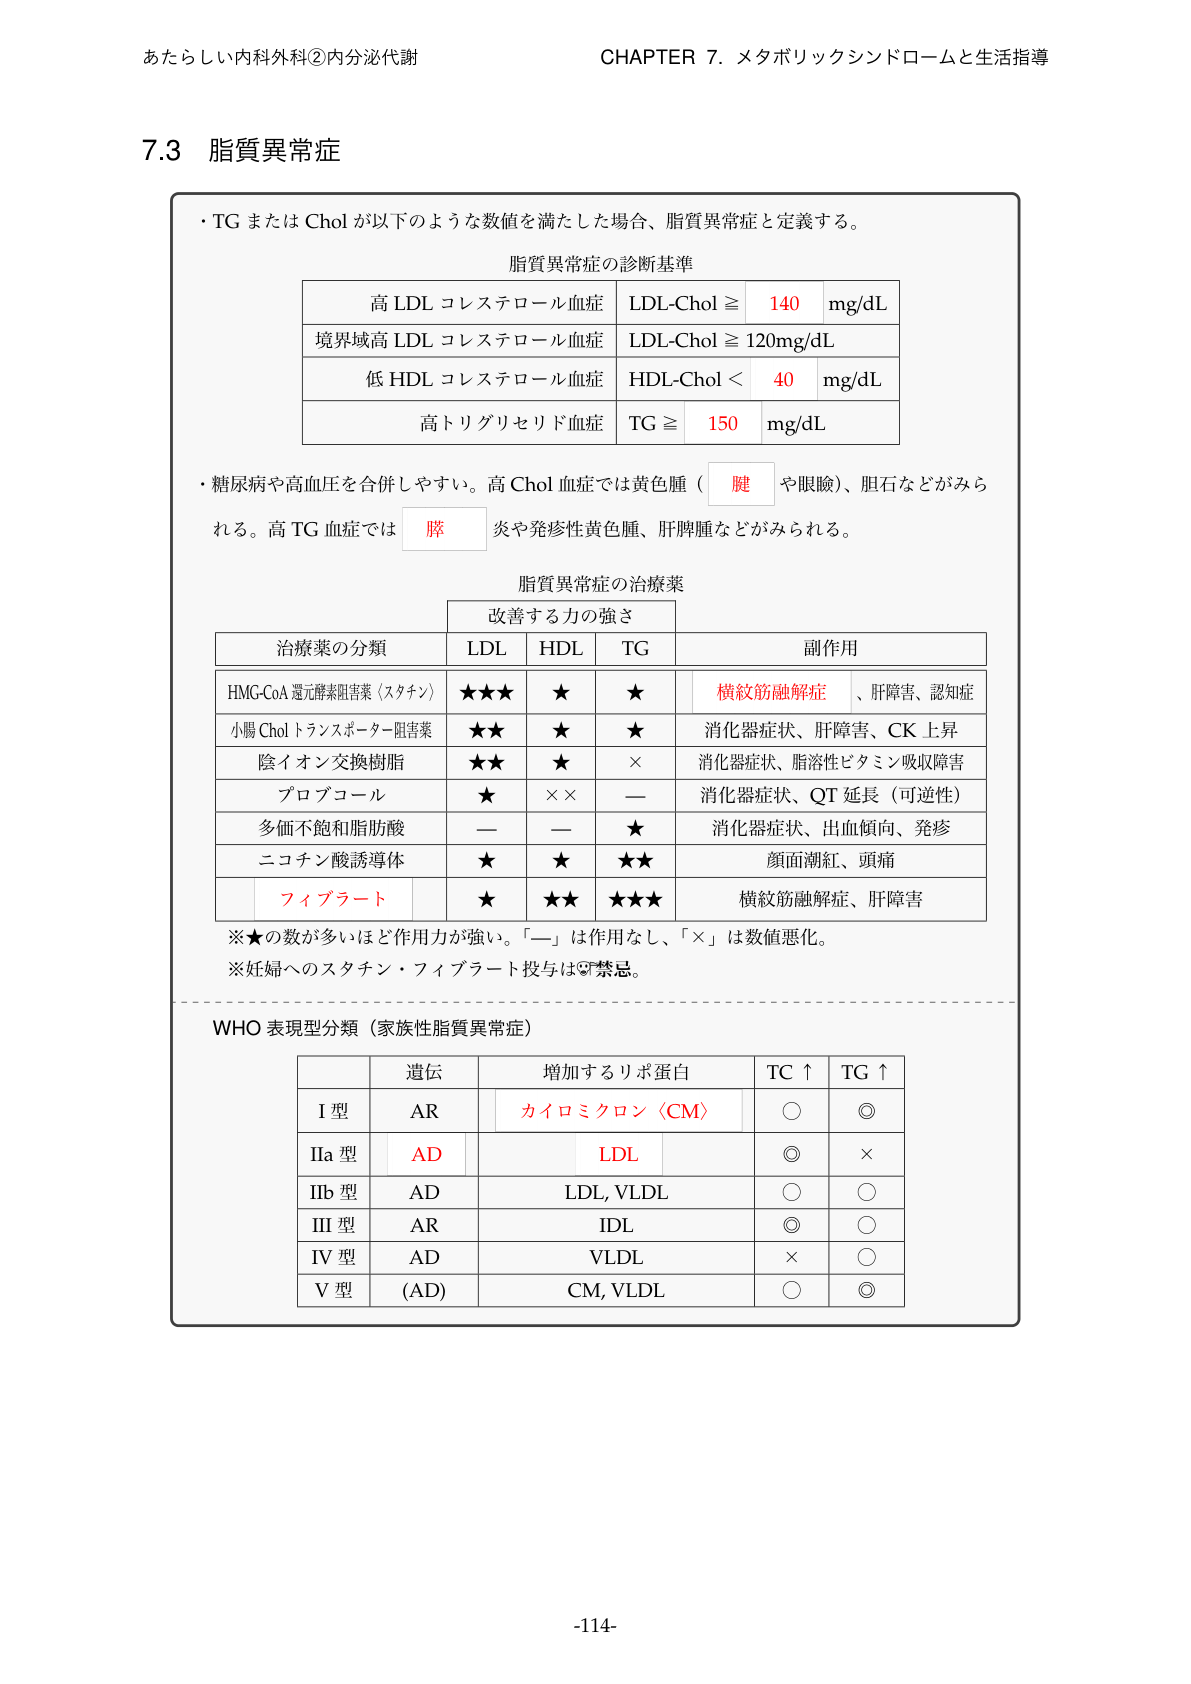 あたらしい内科外科②内分泌代謝 CHAPTER 7. メタボリックシンドロームと生活指導
7.3 脂質異常症
・TG または Chol が以下のような数値を満たした場合、脂質異常症と定義する。
脂質異常症の診断基準
高 LDL コレステロール血症 LDL-Chol ≧ 140 mg/dL
境界域高 LDL コレステロール血症 LDL-Chol ≧ 120mg/dL
低 HDL コレステロール血症 HDL-Chol < 40 mg/dL
高トリグリセリド血症 TG ≧ 150 mg/dL
・糖尿病や高血圧を合併しやすい。高 Chol 血症では黄色腫（ 腱 や眼瞼）、胆石などがみら
れる。高 TG 血症では 膵 炎や発疹性黄色腫、肝脾腫などがみられる。
脂質異常症の治療薬
改善する力の強さ
治療薬の分類 LDL HDL TG 副作用
HMG-CoA 還元酵素阻害薬〈スタチン〉 ★★★ ★ ★ 横紋筋融解症 、肝障害、認知症
小腸 Chol トランスポーター阻害薬 ★★ ★ ★ 消化器症状、肝障害、CK 上昇
陰イオン交換樹脂 ★★ ★ × 消化器症状、脂溶性ビタミン吸収障害
プロブコール ★ ×× — 消化器症状、QT 延長（可逆性）
多価不飽和脂肪酸 — — ★ 消化器症状、出血傾向、発疹
ニコチン酸誘導体 ★ ★ ★★ 顔面潮紅、頭痛
フィブラート ★ ★★ ★★★ 横紋筋融解症、肝障害
※★の数が多いほど作用力が強い。「—」は作用なし、「×」は数値悪化。
※妊婦へのスタチン・フィブラート投与は禁忌。
WHO 表現型分類（家族性脂質異常症）
遺伝 増加するリポ蛋白 TC ↑ TG ↑
I 型 AR カイロミクロン〈CM〉 ○ ◎
IIa 型 AD LDL ◎ ×
IIb 型 AD LDL, VLDL ○ ○
III 型 AR IDL ◎ ○
IV 型 AD VLDL × ○
V 型 (AD) CM, VLDL ○ ◎
-114-